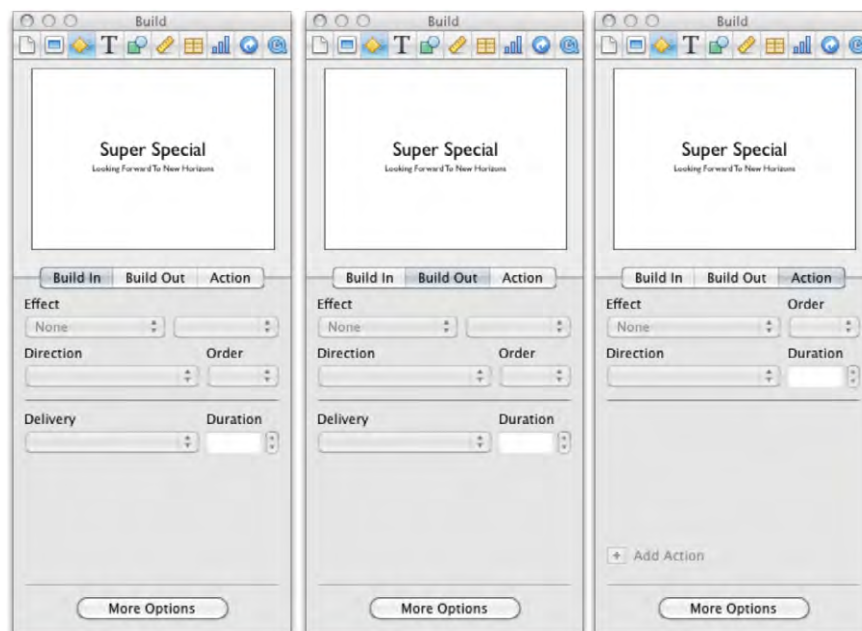 Build
T
Super Special
Looking Forward To New Horizons
Build In Build Out Action
Effect
None
Direction Order
Delivery Duration
More Options
Build
T
Super Special
Looking Forward To New Horizons
Build In Build Out Action
Effect
None
Direction Order
Delivery Duration
More Options
Build
T
Super Special
Looking Forward To New Horizons
Build In Build Out Action
Effect Order
None
Direction Duration
+ Add Action
More Options